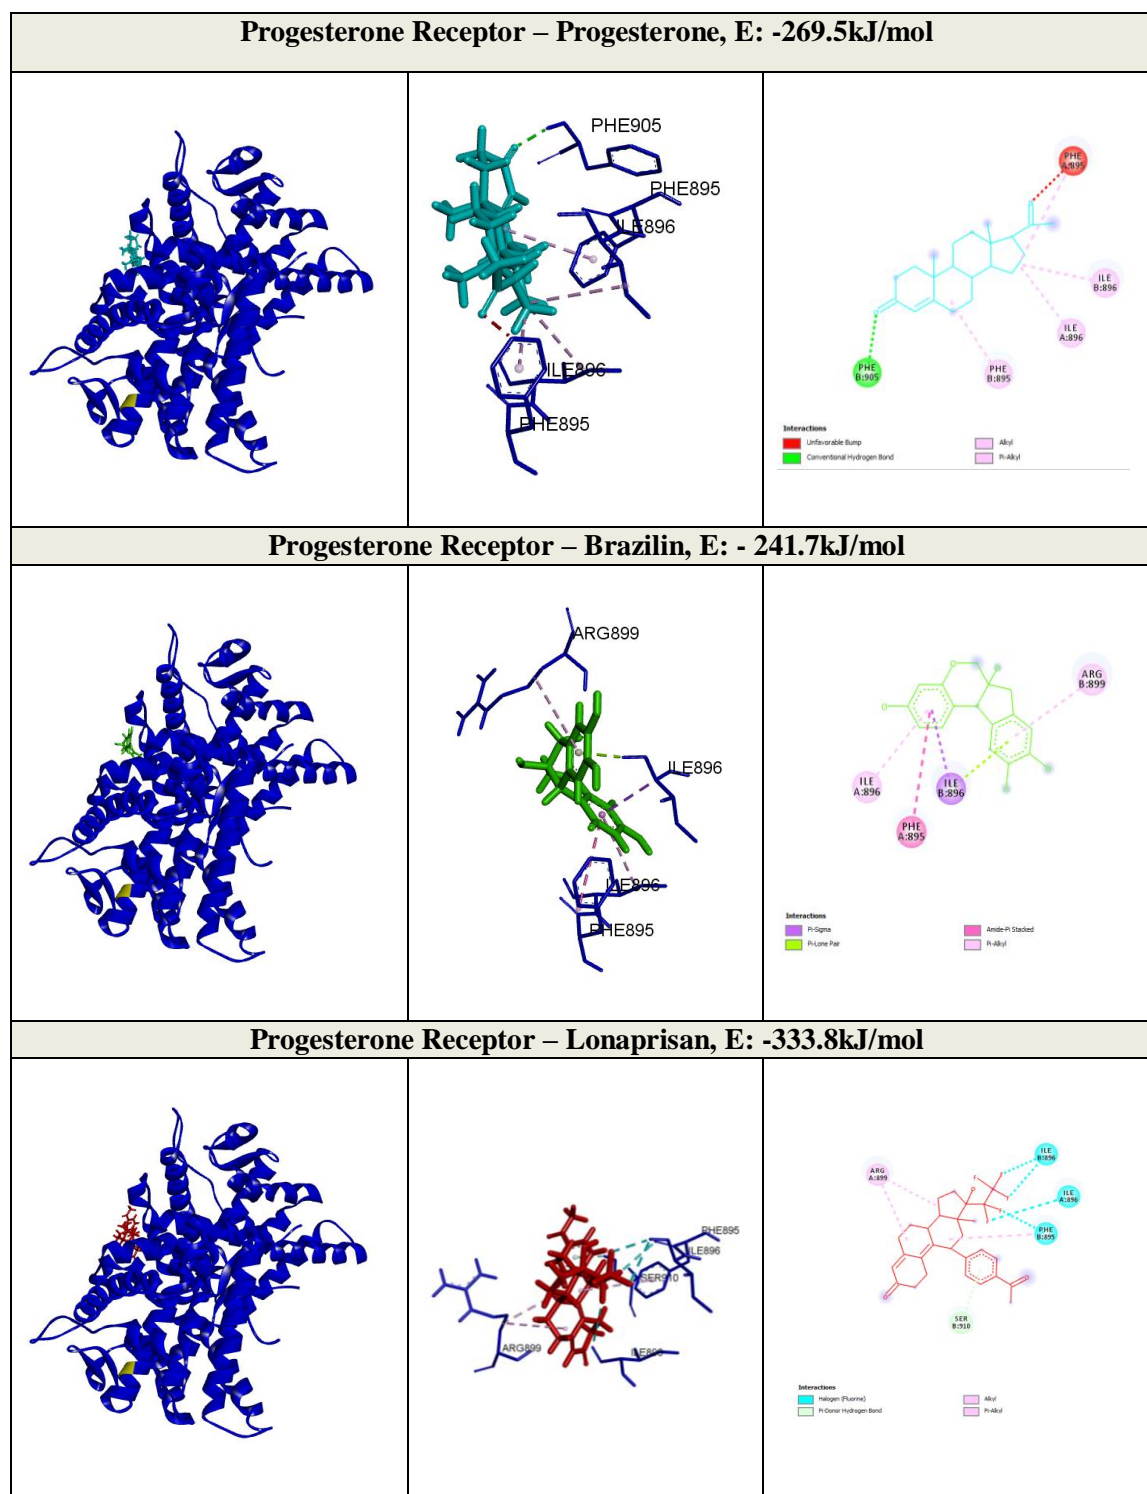 Progesterone Receptor – Progesterone, E: -269.5kJ/mol
PHE905
PHE895
ILE896
ILE896
PHE895
PHE
A:895
ILE
B:896
ILE
A:896
PHE
B:895
PHE
B:905
Interactions
Unfavorable Bump
Conventional Hydrogen Bond
Alkyl
Pi-Alkyl
Progesterone Receptor – Brazilin, E: - 241.7kJ/mol
ARG899
ILE896
ILE896
PHE895
O
O
ARG
B:899
ILE
A:896
ILE
B:896
PHE
A:895
Interactions
Pi-Sigma
Pi-Lone Pair
Amide-Pi Stacked
Pi-Alkyl
Progesterone Receptor – Lonaprisan, E: -333.8kJ/mol
PHE895
ILE896
SER910
ARG899
ILE896
ILE
B:896
ARG
A:899
ILE
A:896
PHE
B:895
SER
B:910
Interactions
Halogen (Fluorine)
Pi-Donor Hydrogen Bond
Alkyl
Pi-Alkyl